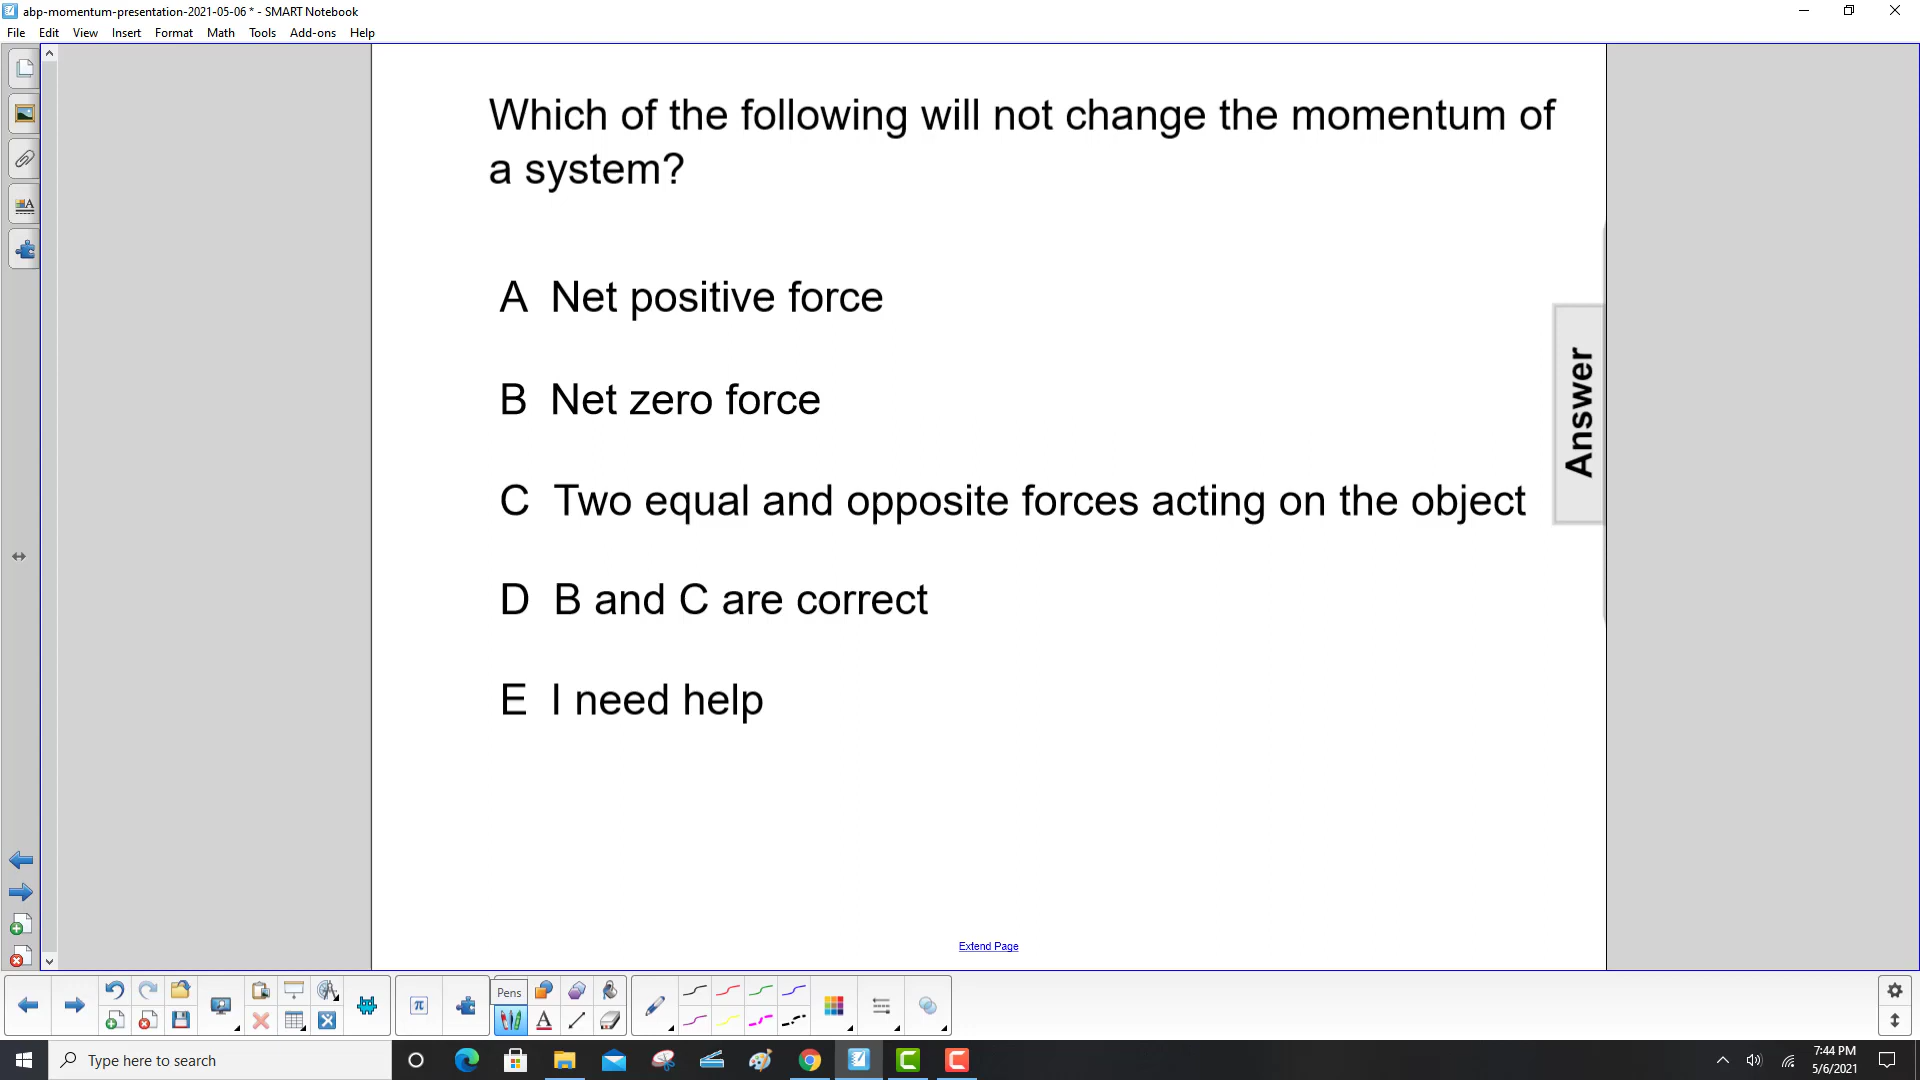 abp-momentum-presentation-2021-05-06 * - SMART Notebook
File Edit View Insert Format Math Tools Add-ons Help
Which of the following will not change the momentum of
a system?
A Net positive force
B Net zero force
C Two equal and opposite forces acting on the object
D B and C are correct
E I need help
Answer
Extend Page
Pens
Type here to search
7:44 PM
5/6/2021